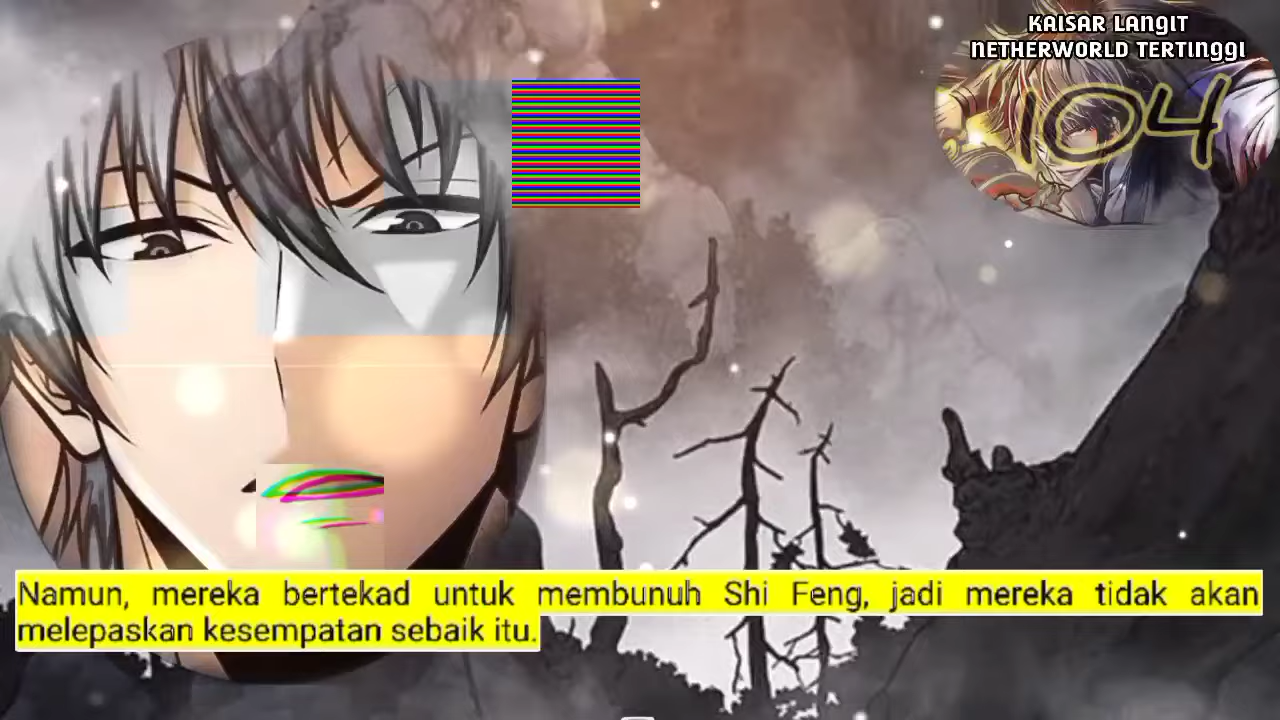 KAISAR LANGIT
NETHERWORLD TERTINGGI
104
Namun, mereka bertekad untuk membunuh Shi Feng, jadi mereka tidak akan
melepaskan kesempatan sebaik itu.